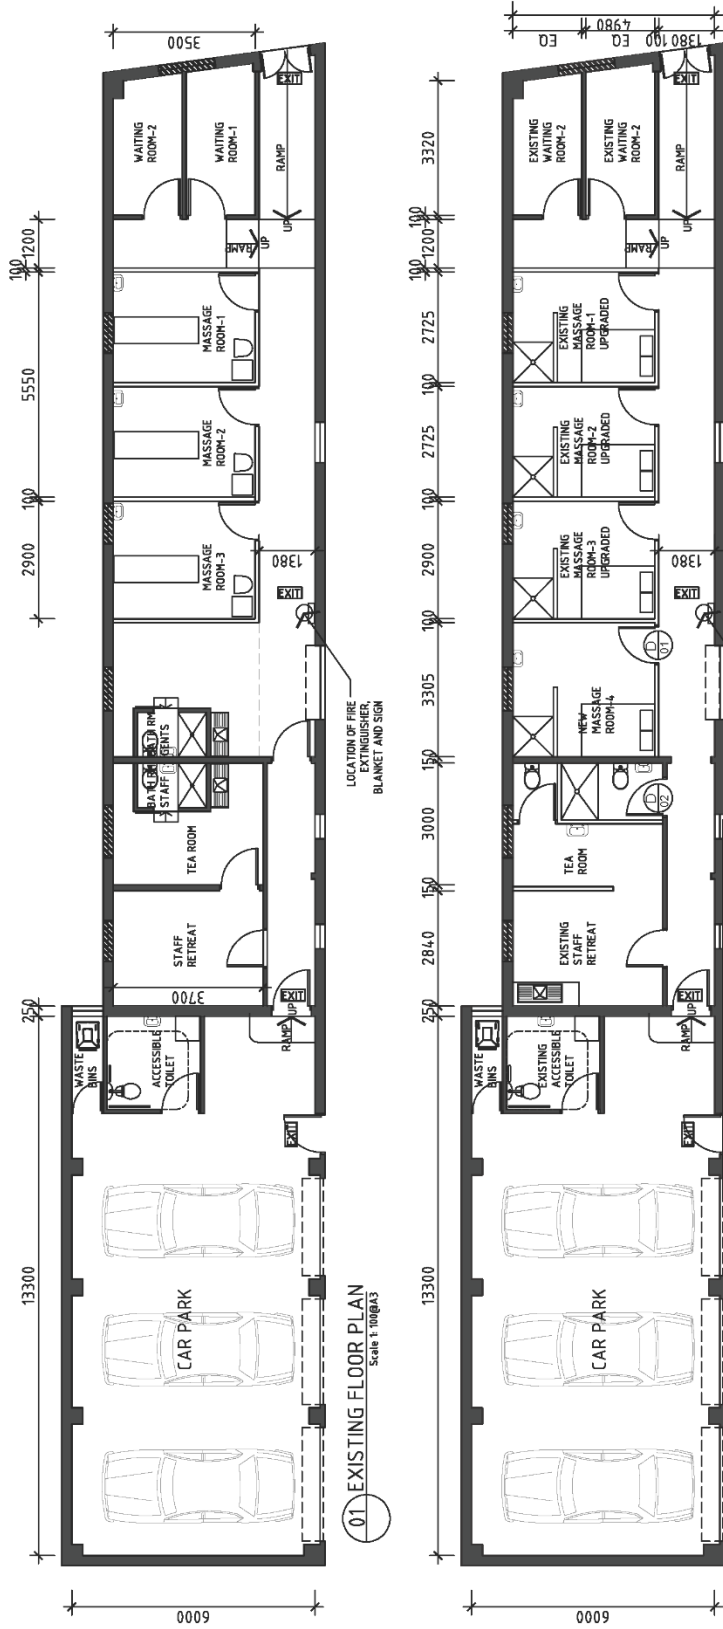 3500
WAITING
ROOM-2
WAITING
ROOM-1
RAMP
EXIT
UP
RAMP
UP
100
1200
100
5550
100
2900
MASSAGE
ROOM-1
MASSAGE
ROOM-2
MASSAGE
ROOM-3
1380
EXIT
LOCATION OF FIRE
EXTINGUISHER,
BLANKET AND SIGN
BATH RM
GENTS
BATH RM
STAFF
TEA ROOM
STAFF
RETREAT
3700
EXIT
UP
RAMP
250
WASTE
BINS
ACCESSIBLE
TOILET
EXIT
13300
CAR PARK
6000
01
EXISTING FLOOR PLAN
Scale 1: 100@A3
4980
EQ.
EQ.
100
1380
EXISTING
WAITING
ROOM-2
EXISTING
WAITING
ROOM-2
RAMP
EXIT
UP
RAMP
UP
3320
100
1200
100
2725
100
2725
100
2900
100
3305
150
3000
150
2840
250
EXISTING
MASSAGE
ROOM-1
UPGRADED
EXISTING
MASSAGE
ROOM-2
UPGRADED
EXISTING
MASSAGE
ROOM-3
UPGRADED
1380
EXIT
NEW
MASSAGE
ROOM-4
D
01
D
02
TEA
ROOM
EXISTING
STAFF
RETREAT
EXIT
UP
RAMP
WASTE
BINS
EXISTING
ACCESSIBLE
TOILET
EXIT
13300
CAR PARK
6000